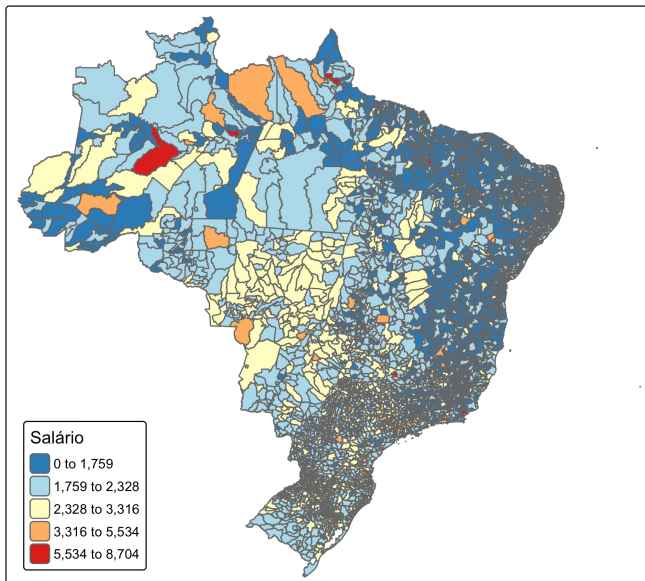 Salário
0 to 1,759
1,759 to 2,328
2,328 to 3,316
3,316 to 5,534
5,534 to 8,704